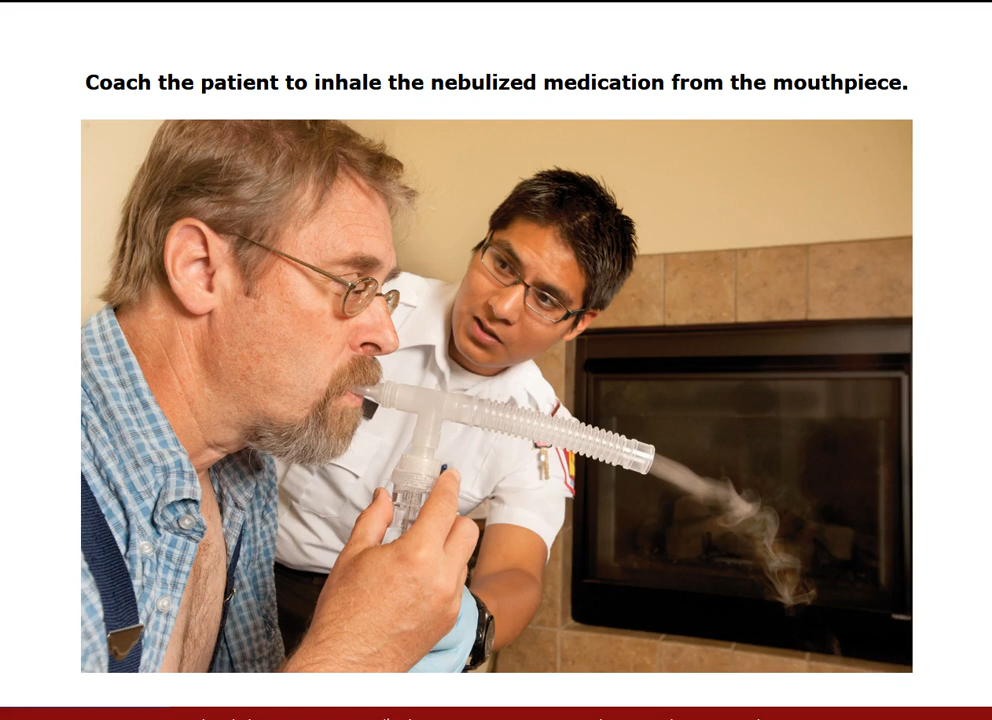 Coach the patient to inhale the nebulized medication from the mouthpiece.